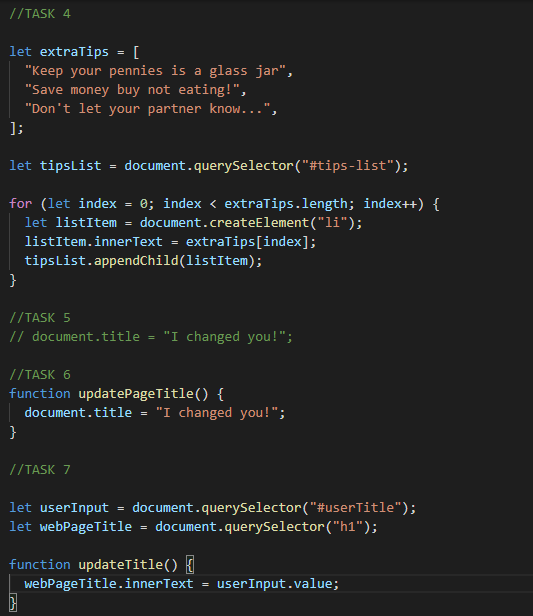 //TASK 4
let extraTips = [
"Keep your pennies is a glass jar",
"Save money buy not eating!",
"Don't let your partner know...",
];
let tipsList = document.querySelector("#tips-list");
for (let index = 0; index < extraTips.length; index++) {
let listItem = document.createElement("li");
listItem.innerText = extraTips[index];
tipsList.appendChild(listItem);
}
//TASK 5
// document.title = "I changed you!";
//TASK 6
function updatePageTitle() {
document.title = "I changed you!";
}
//TASK 7
let userInput = document.querySelector("#userTitle");
let webPageTitle = document.querySelector("h1");
function updateTitle() {
webPageTitle.innerText = userInput.value;
}